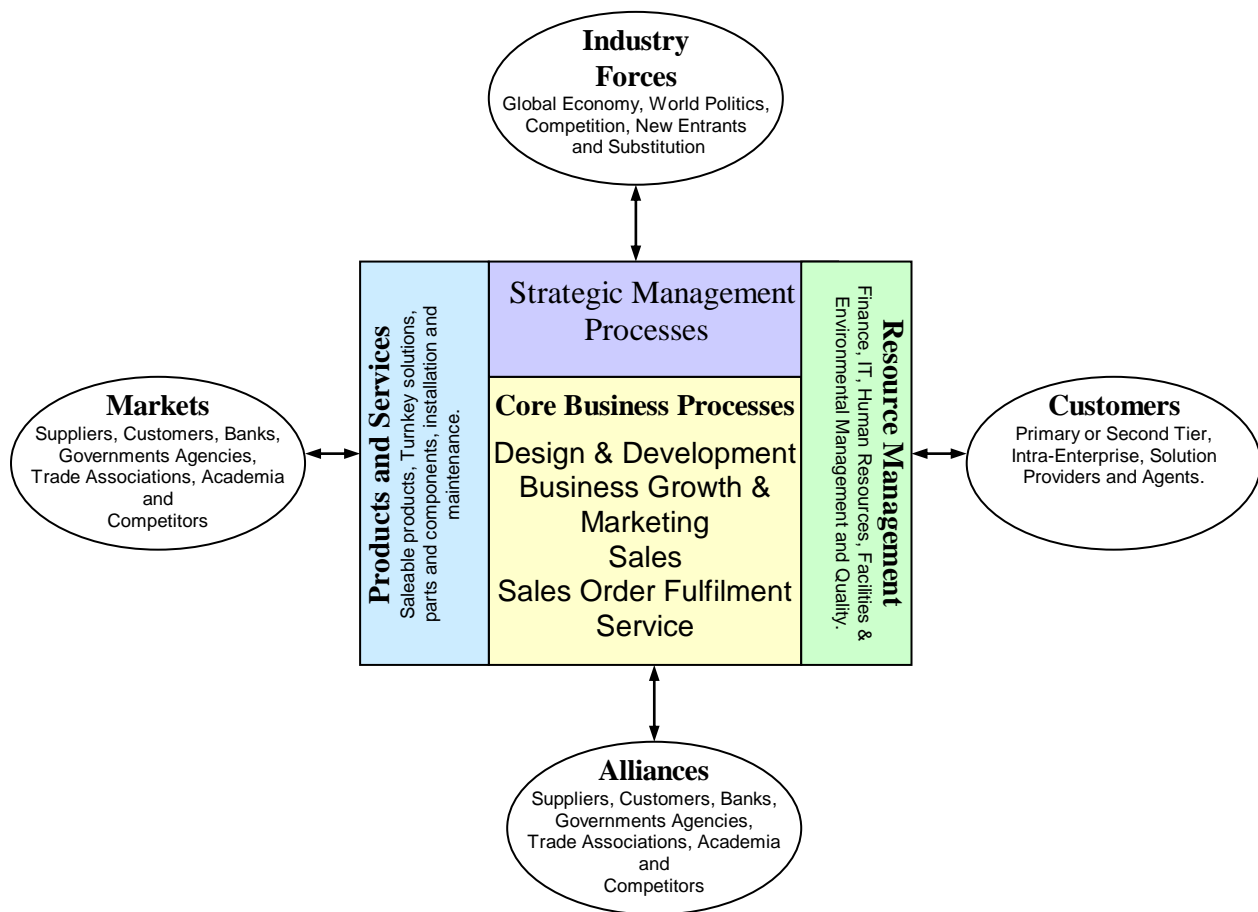 Industry
Forces
Global Economy, World Politics,
Competition, New Entrants
and Substitution
Markets
Suppliers, Customers, Banks,
Governments Agencies,
Trade Associations, Academia
and
Competitors
Products and Services
Saleable products, Turnkey solutions,
parts and components, installation and
maintenance.
Strategic Management
Processes
Core Business Processes
Design & Development
Business Growth &
Marketing
Sales
Sales Order Fulfilment
Service
Resource Management
Finance, IT, Human Resources, Facilities &
Environmental Management and Quality.
Customers
Primary or Second Tier,
Intra-Enterprise, Solution
Providers and Agents.
Alliances
Suppliers, Customers, Banks,
Governments Agencies,
Trade Associations, Academia
and
Competitors